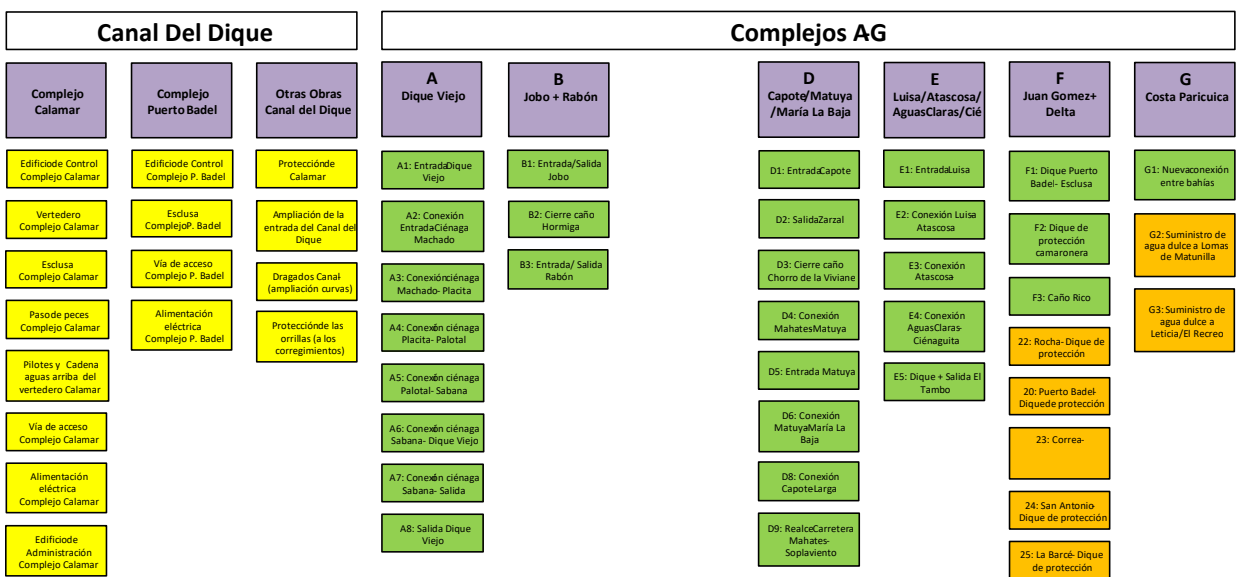 Canal Del Dique
Complejos A-G
Complejo
Calamar
Edificiode Control
Complejo Calamar
Vertedero
Complejo Calamar
Esclusa
Complejo Calamar
Pasode peces
Complejo Calamar
Pilotes y Cadena
aguas arriba del
vertedero Calamar
Vía de acceso
Complejo Calamar
Alimentación
eléctrica
Complejo Calamar
Edificiode
Administración
Complejo Calamar
Complejo
Puerto Badel
Edificiode Control
Complejo P. Badel
Esclusa
ComplejoP. Badel
Vía de acceso
Complejo P. Badel
Alimentación
eléctrica
Complejo P. Badel
Otras Obras
Canal del Dique
Protecciónde
Calamar
Ampliación de la
entrada del Canal del
Dique
Dragados Canal-
(ampliación curvas)
Protecciónde las
orrillas (a los
corregimientos)
A
Dique Viejo
A1: EntradaDique
Viejo
A2: Conexión
EntradaCiénaga
Machado
A3: Conexiónciénaga
Machado- Placita
A4: Conexión ciénaga
Placita- Palotal
A5: Conexión ciénaga
Palotal- Sabana
A6: Conexión ciénaga
Sabana- Dique Viejo
A7: Conexión ciénaga
Sabana- Salida
A8: Salida Dique
Viejo
B
Jobo + Rabón
B1: Entrada/Salida
Jobo
B2: Cierre caño
Hormiga
B3: Entrada/ Salida
Rabón
D
Capote/Matuya
/María La Baja
D1: EntradaCapote
D2: SalidaZarzal
D3: Cierre caño
Chorro de la Viviane
D4: Conexión
MahatesMatuya
D5: Entrada Matuya
D6: Conexión
MatuyaMaría La
Baja
D8: Conexión
CapoteLarga
D9: RealceCarretera
Mahates-
Soplaviento
E
Luisa/Atascosa/
AguasClaras/Cié
E1: EntradaLuisa
E2: Conexión Luisa
Atascosa
E3: Conexión
Atascosa
E4: Conexión
AguasClaras-
Ciénaguita
E5: Dique + Salida El
Tambo
F
Juan Gomez+
Delta
F1: Dique Puerto
Badel- Esclusa
F2: Dique de
protección
camaronera
F3: Caño Rico
22: Rocha- Dique de
protección
20: Puerto Badel-
Diquede protección
23: Correa-
24: San Antonio-
Dique de protección
25: La Barcé- Dique
de protección
G
Costa Paricuica
G1: Nuevaconexión
entre bahías
G2: Suministro de
agua dulce a Lomas
de Matunilla
G3: Suministro de
agua dulce a
Leticia/El Recreo